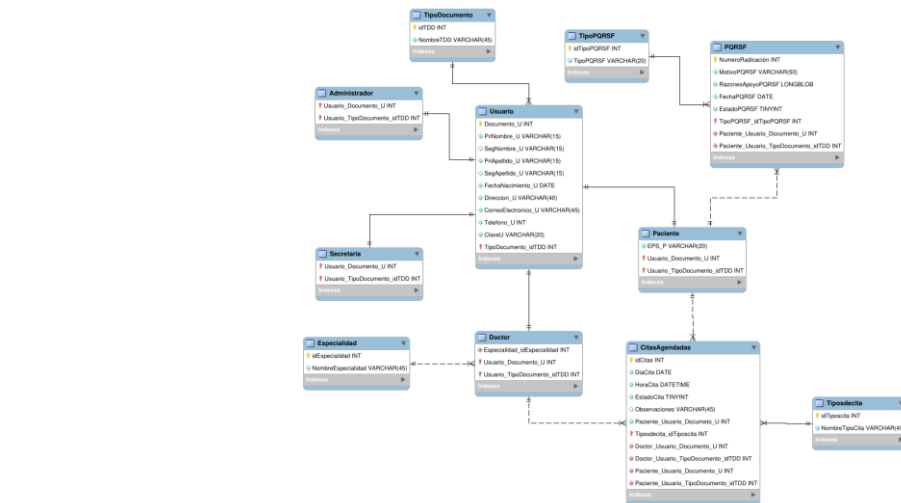 TipoDocumento
idTDD INT
NombreTDD VARCHAR(45)
Indexes
TipoPQRSF
idTipoPQRSF INT
TipoPQRSF VARCHAR(20)
Indexes
PQRSF
NumeroRadicación INT
MotivoPQRSF VARCHAR(50)
RazonesApoyoPQRSF LONGBLOB
FechaPQRSF DATE
EstadoPQRSF TINYINT
TipoPQRSF_idTipoPQRSF INT
Paciente_Usuario_Documento_U INT
Paciente_Usuario_TipoDocumento_idTDD INT
Indexes
Administrador
Usuario_Documento_U INT
Usuario_TipoDocumento_idTDD INT
Indexes
Usuario
Documento_U INT
PriNombre_U VARCHAR(15)
SegNombre_U VARCHAR(15)
PriApellido_U VARCHAR(15)
SegApellido_U VARCHAR(15)
FechaNacimiento_U DATE
Direccion_U VARCHAR(40)
CorreoElectronico_U VARCHAR(45)
Telefono_U INT
ClaveU VARCHAR(20)
TipoDocumento_idTDD INT
Indexes
Secretaria
Usuario_Documento_U INT
Usuario_TipoDocumento_idTDD INT
Indexes
Paciente
EPS_P VARCHAR(20)
Usuario_Documento_U INT
Usuario_TipoDocumento_idTDD INT
Indexes
Especialidad
idEspecialidad INT
NombreEspecialidad VARCHAR(45)
Indexes
Doctor
Especialidad_idEspecialidad INT
Usuario_Documento_U INT
Usuario_TipoDocumento_idTDD INT
Indexes
CitasAgendadas
idCitas INT
DiaCita DATE
HoraCita DATETIME
EstadoCita TINYINT
Observaciones VARCHAR(45)
Paciente_Usuario_Documeto_U INT
Tiposdecita_idTiposcita INT
Doctor_Usuario_Documento_U INT
Doctor_Usuario_TipoDocumento_idTDD INT
Paciente_Usuario_Documento_U INT
Paciente_Usuario_TipoDocumento_idTDD INT
Indexes
Tiposdecita
idTiposcita INT
NombreTipoCita VARCHAR(45
Indexes